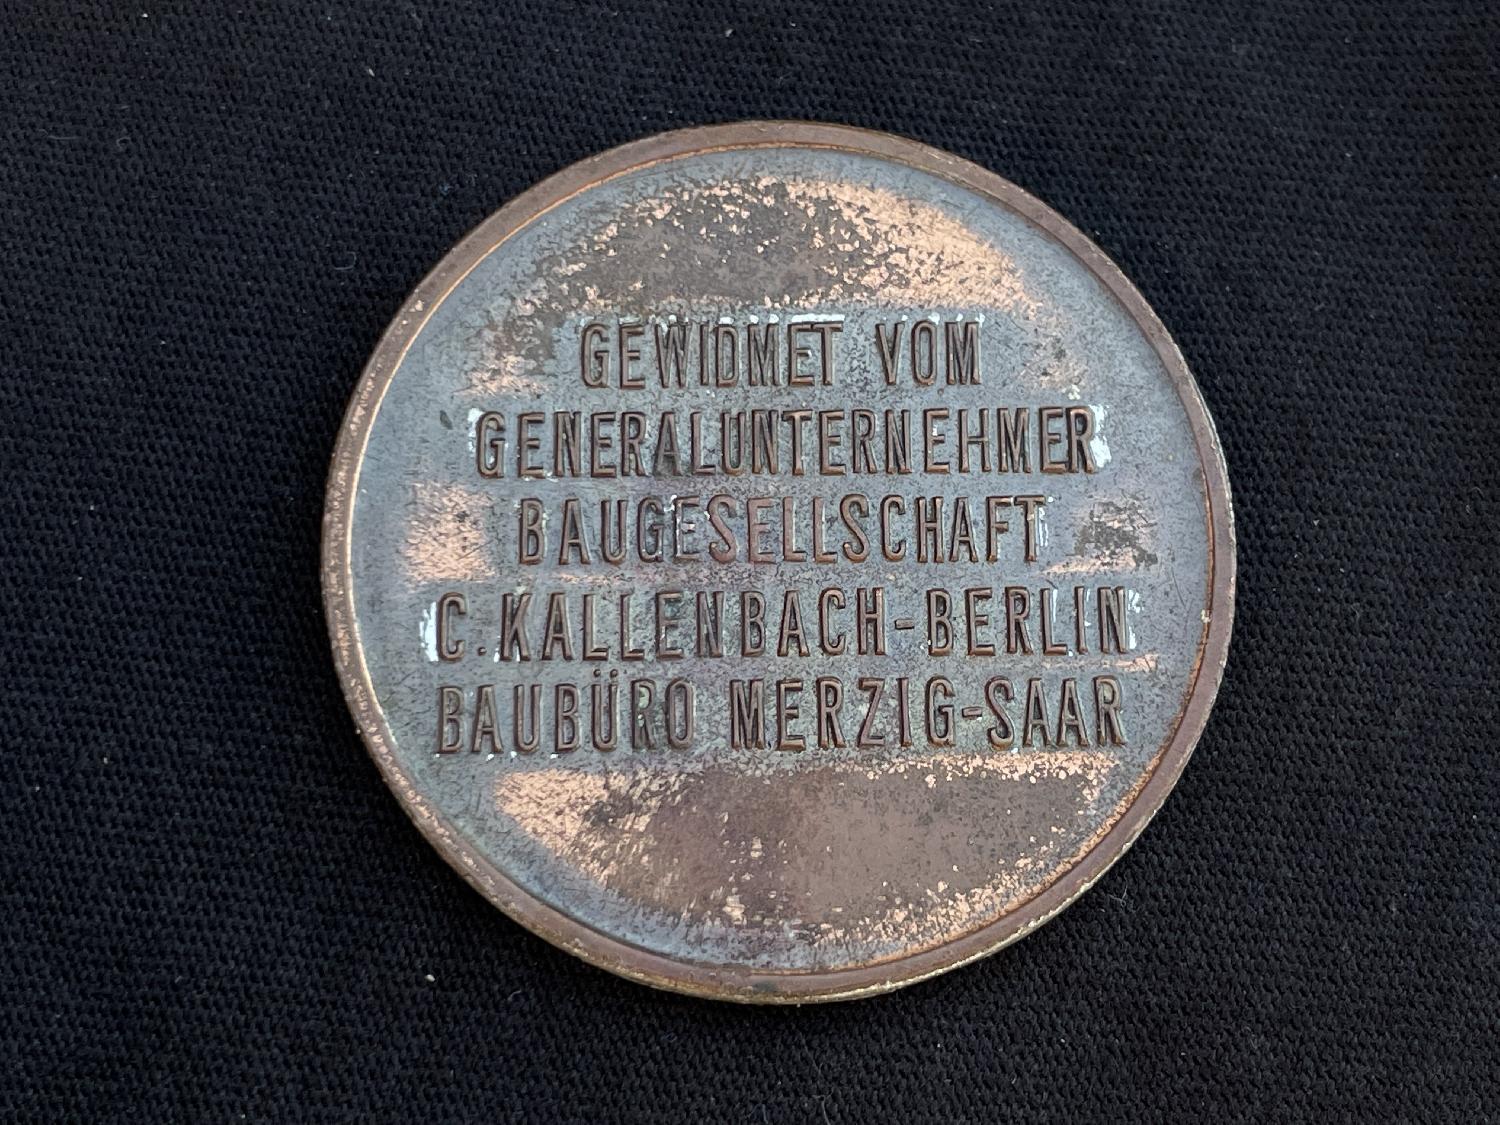 GEWIDMET VOM
GENERALUNTERNEHMER
BAUGESELLSCHAFT
C. KALLENBACH-BERLIN
BAUBÜRO MERZIG-SAAR